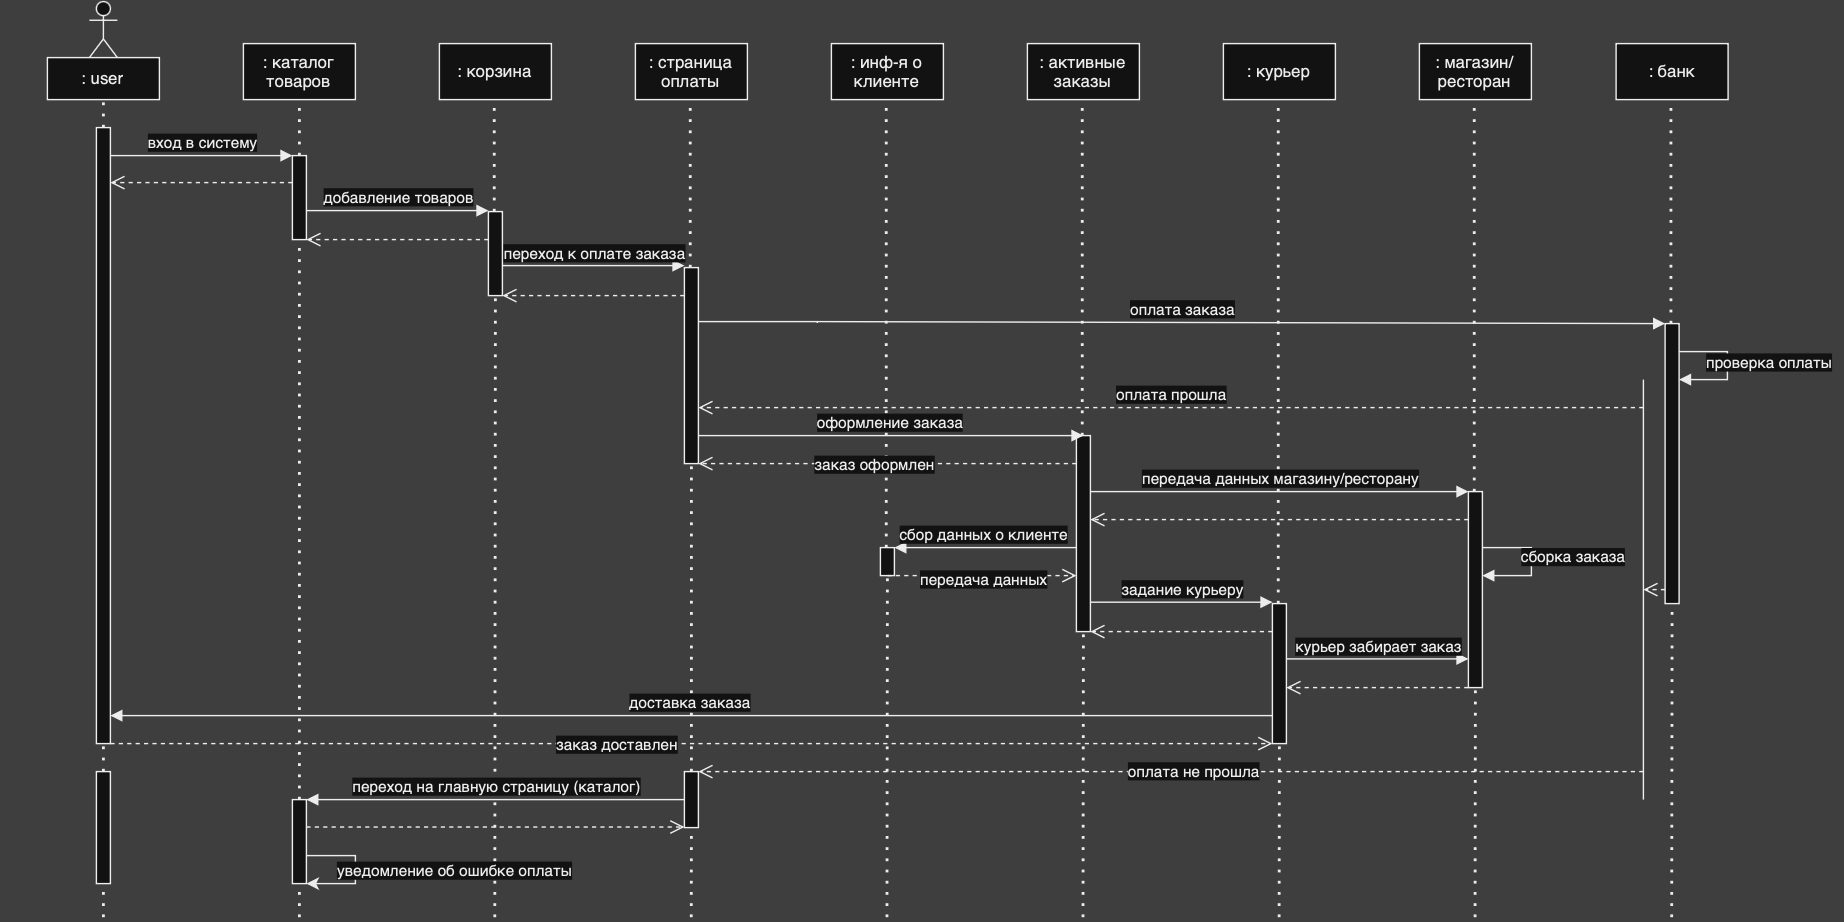 : user
: каталог
товаров
: корзина
: страница
оплаты
: инф-я о
клиенте
: активные
заказы
: курьер
: магазин/
ресторан
: банк
вход в систему
добавление товаров
переход к оплате заказа
оплата заказа
проверка оплаты
оплата прошла
оформление заказа
заказ оформлен
передача данных магазину/ресторану
сбор данных о клиенте
сборка заказа
передача данных
задание курьеру
курьер забирает заказ
доставка заказа
заказ доставлен
оплата не прошла
переход на главную страницу (каталог)
уведомление об ошибке оплаты